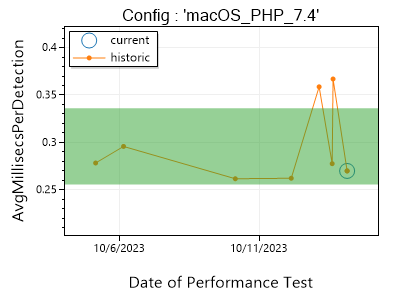 Config : 'macOS_PHP_7.4'
current
historic
0.4
0.35
0.3
0.25
AvgMillisecsPerDetection
10/6/2023
10/11/2023
Date of Performance Test